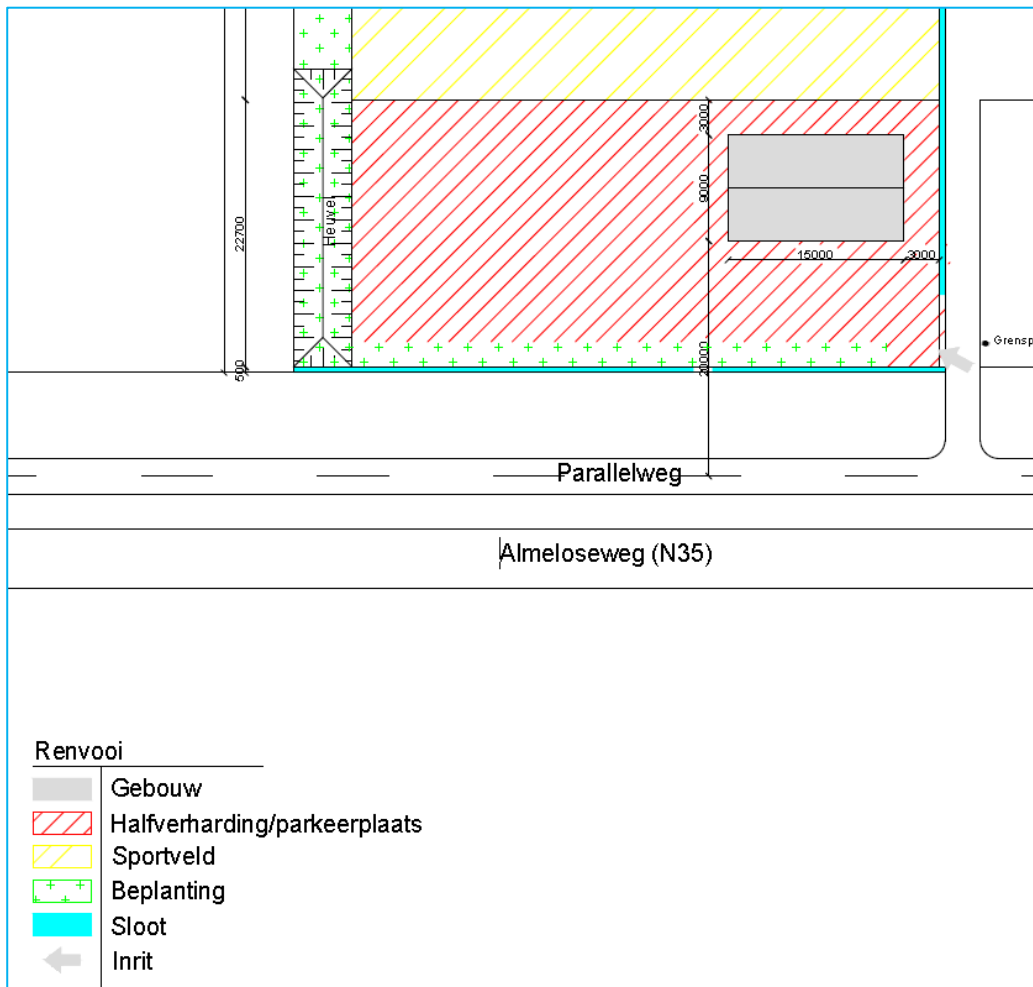 3000
9000
Heuvel
22700
15000
3000
20000
500
Parallelweg
Almeloseweg (N35)
Renvooi
Gebouw
Halfverharding/parkeerplaats
Sportveld
Beplanting
Sloot
Inrit